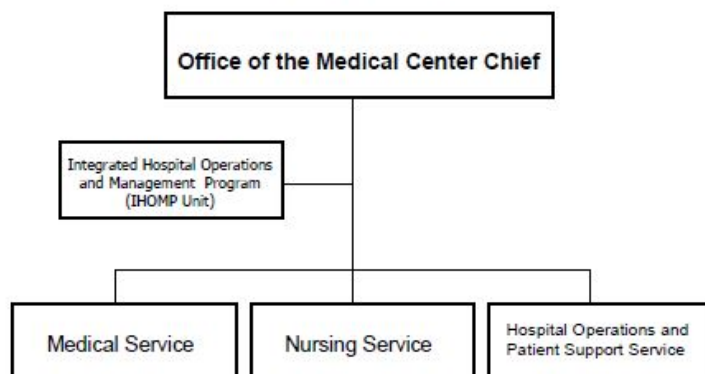 Office of the Medical Center Chief
Integrated Hospital Operations
and Management Program
(IHOMP Unit)
Medical Service
Nursing Service
Hospital Operations and
Patient Support Service